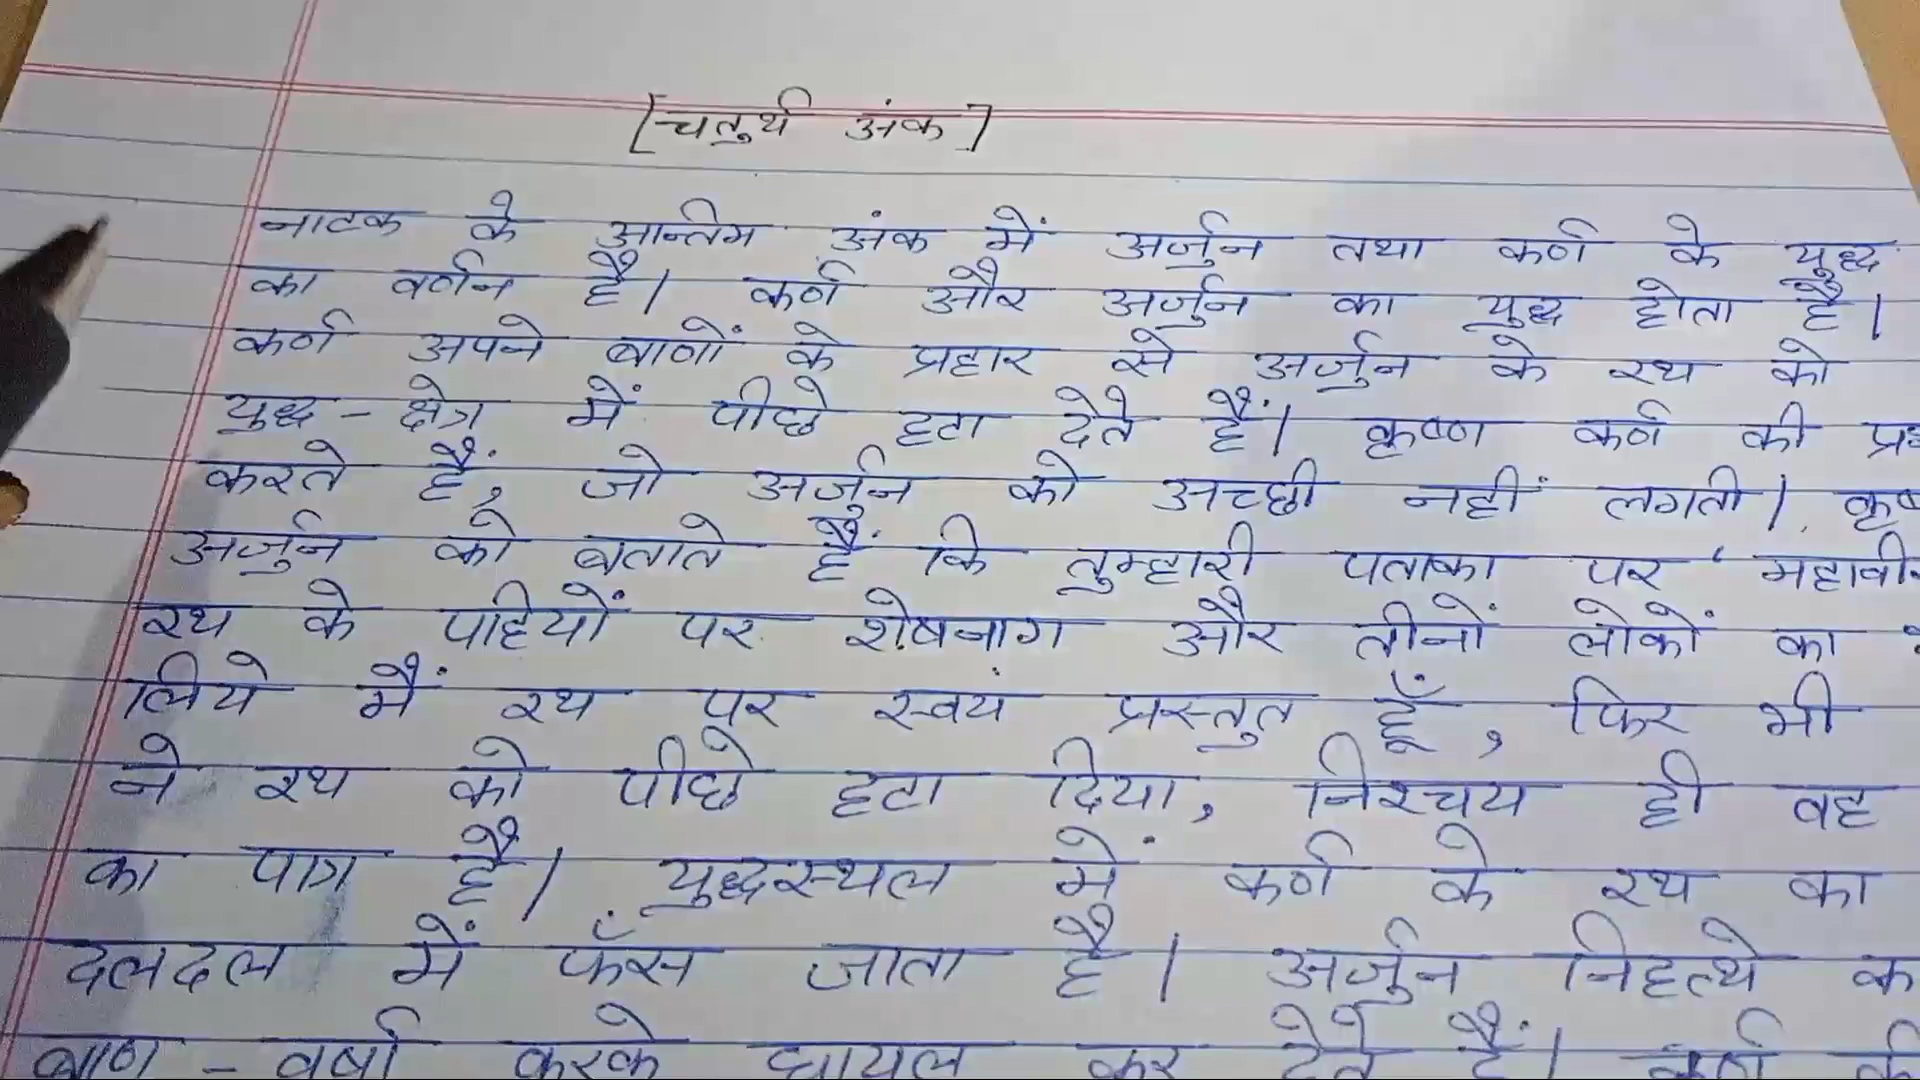 [चतुर्थ अंक]
नाटक के अन्तिम अंक में अर्जुन तथा कर्ण के युद्ध
का वर्णन है। कर्ण और अर्जुन का युद्ध होता है।
कर्ण अपने बाणों के प्रहार से अर्जुन के रथ को
युद्ध - क्षेत्र में पीछे हटा देते हैं। कृष्ण कर्ण की
करते हैं, जो अर्जुन को अच्छी नहीं लगती।
अर्जुन को बताते हैं कि तुम्हारी पताका पर
रथ के पहियों पर शेषनाग और तीनों लोकों का
लिये मैं रथ पर स्वयं प्रस्तुत हूँ, फिर भी
ने रथ को पीछे हटा दिया, निश्चय ही वह
का पात्र है। युद्धस्थल में कर्ण के रथ का
दलदल में फँस जाता है। अर्जुन निहत्थे
बाण - वर्षा करके घायल कर देते हैं। कर्ण